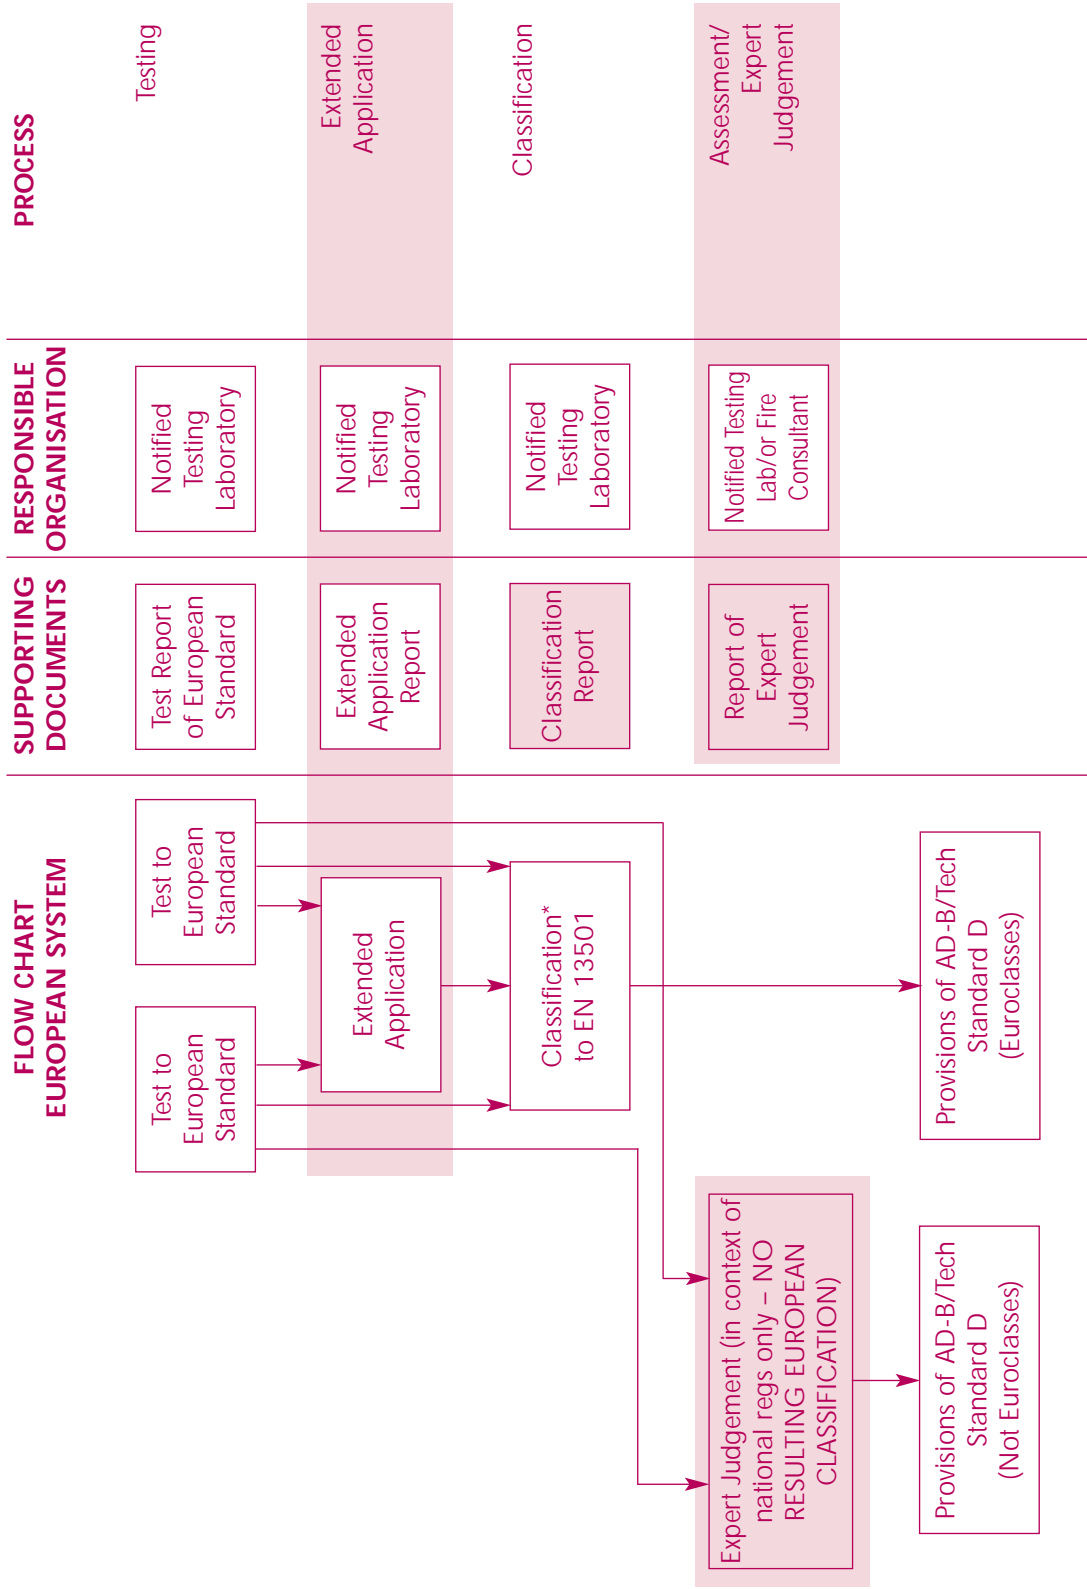 FLOW CHART
EUROPEAN SYSTEM
SUPPORTING
DOCUMENTS
RESPONSIBLE
ORGANISATION
PROCESS
Test to
European
Standard
Test to
European
Standard
Test Report
of European
Standard
Notified
Testing
Laboratory
Testing
Extended
Application
Extended
Application
Report
Notified
Testing
Laboratory
Extended
Application
Classification*
to EN 13501
Classification
Report
Notified
Testing
Laboratory
Classification
Expert Judgement (in context of
national regs only – NO
RESULTING EUROPEAN
CLASSIFICATION)
Report of
Expert
Judgement
Notified Testing
Lab/or Fire
Consultant
Assessment/
Expert
Judgement
Provisions of AD-B/Tech
Standard D
(Not Euroclasses)
Provisions of AD-B/Tech
Standard D
(Euroclasses)